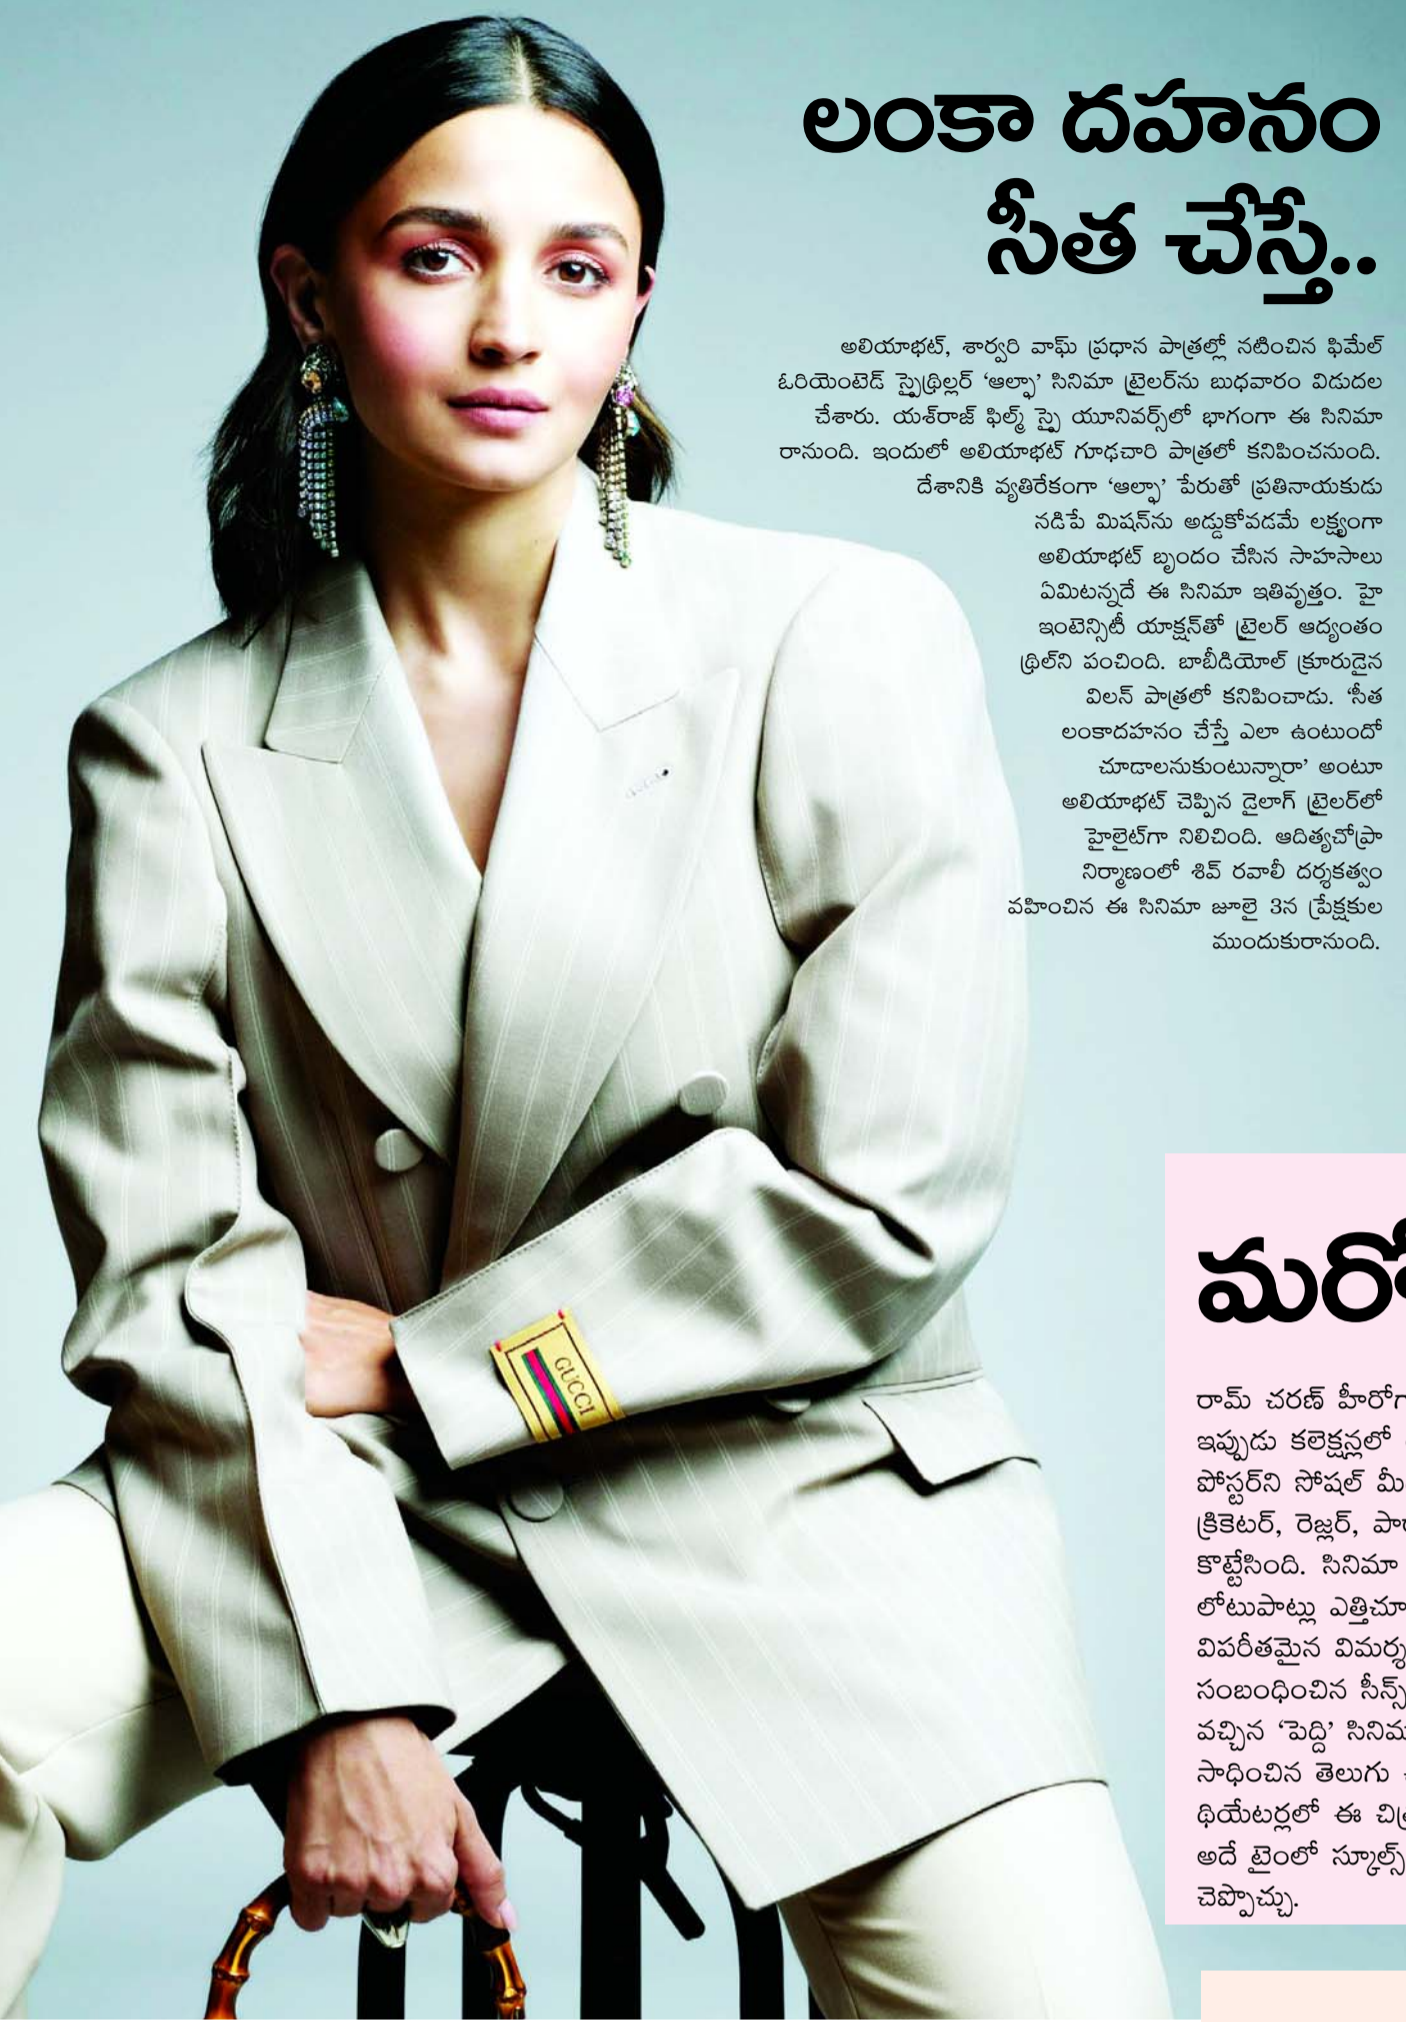 లంకా దహనం
సీత చేస్తే..
అలియాభట్, శార్వరి వాఘ్ ప్రధాన పాత్రల్లో నటించిన ఫిమేల్
ఓరియెంటెడ్ స్పైథ్రిల్లర్ ‘ఆల్ఫా’ సినిమా ట్రైలర్‌ను బుధవారం విడుదల
చేశారు. యశ్‌రాజ్ ఫిల్మ్ స్పై యూనివర్స్‌లో భాగంగా ఈ సినిమా
రానుంది. ఇందులో అలియాభట్ గూఢచారి పాత్రలో కనిపించనుంది.
దేశానికి వ్యతిరేకంగా ‘ఆల్ఫా’ పేరుతో ప్రతినాయకుడు
నడిపే మిషన్‌ను అడ్డుకోవడమే లక్ష్యంగా
అలియాభట్ బృందం చేసిన సాహసాలు
ఏమిటన్నదే ఈ సినిమా ఇతివృత్తం. హై
ఇంటెన్సిటీ యాక్షన్‌తో ట్రైలర్ ఆద్యంతం
థ్రిల్‌ని పంచింది. బాబీడియోల్ క్రూరుడైన
విలన్ పాత్రలో కనిపించాడు. ‘సీత
లంకాదహనం చేస్తే ఎలా ఉంటుందో
చూడాలనుకుంటున్నారా’ అంటూ
అలియాభట్ చెప్పిన డైలాగ్ ట్రైలర్‌లో
హైలైట్‌గా నిలిచింది. ఆదిత్యచోప్రా
నిర్మాణంలో శివ్ రవాలీ దర్శకత్వం
వహించిన ఈ సినిమా జూలై 3న ప్రేక్షకుల
ముందుకురానుంది.
GUCCI
మరో
రామ్ చరణ్ హీరోగ
ఇప్పుడు కలెక్షన్లలో
పోస్టర్‌ని సోషల్ మీ
క్రికెటర్, రెజ్లర్,
కొట్టేసింది. సినిమా
లోటుపాట్లు ఎత్తిచూ
విపరీతమైన విమర్శ
సంబంధించిన సీన్స్
వచ్చిన ‘పెద్ది’ సినిమ
సాధించిన తెలుగు
థియేటర్లలో ఈ చిత్ర
అదే టైంలో స్కూల్స్
చెప్పొచ్చు.